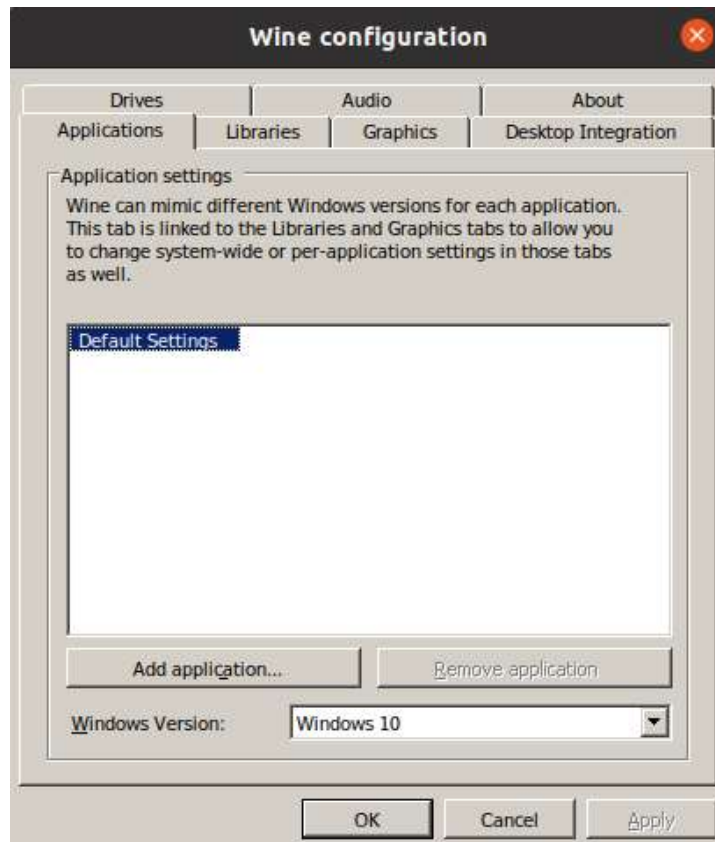 Wine configuration
Drives Audio About
Applications Libraries Graphics Desktop Integration
Application settings
Wine can mimic different Windows versions for each application.
This tab is linked to the Libraries and Graphics tabs to allow you
to change system-wide or per-application settings in those tabs
as well.
Default Settings
Add application... Remove application
Windows Version: Windows 10
OK Cancel Apply